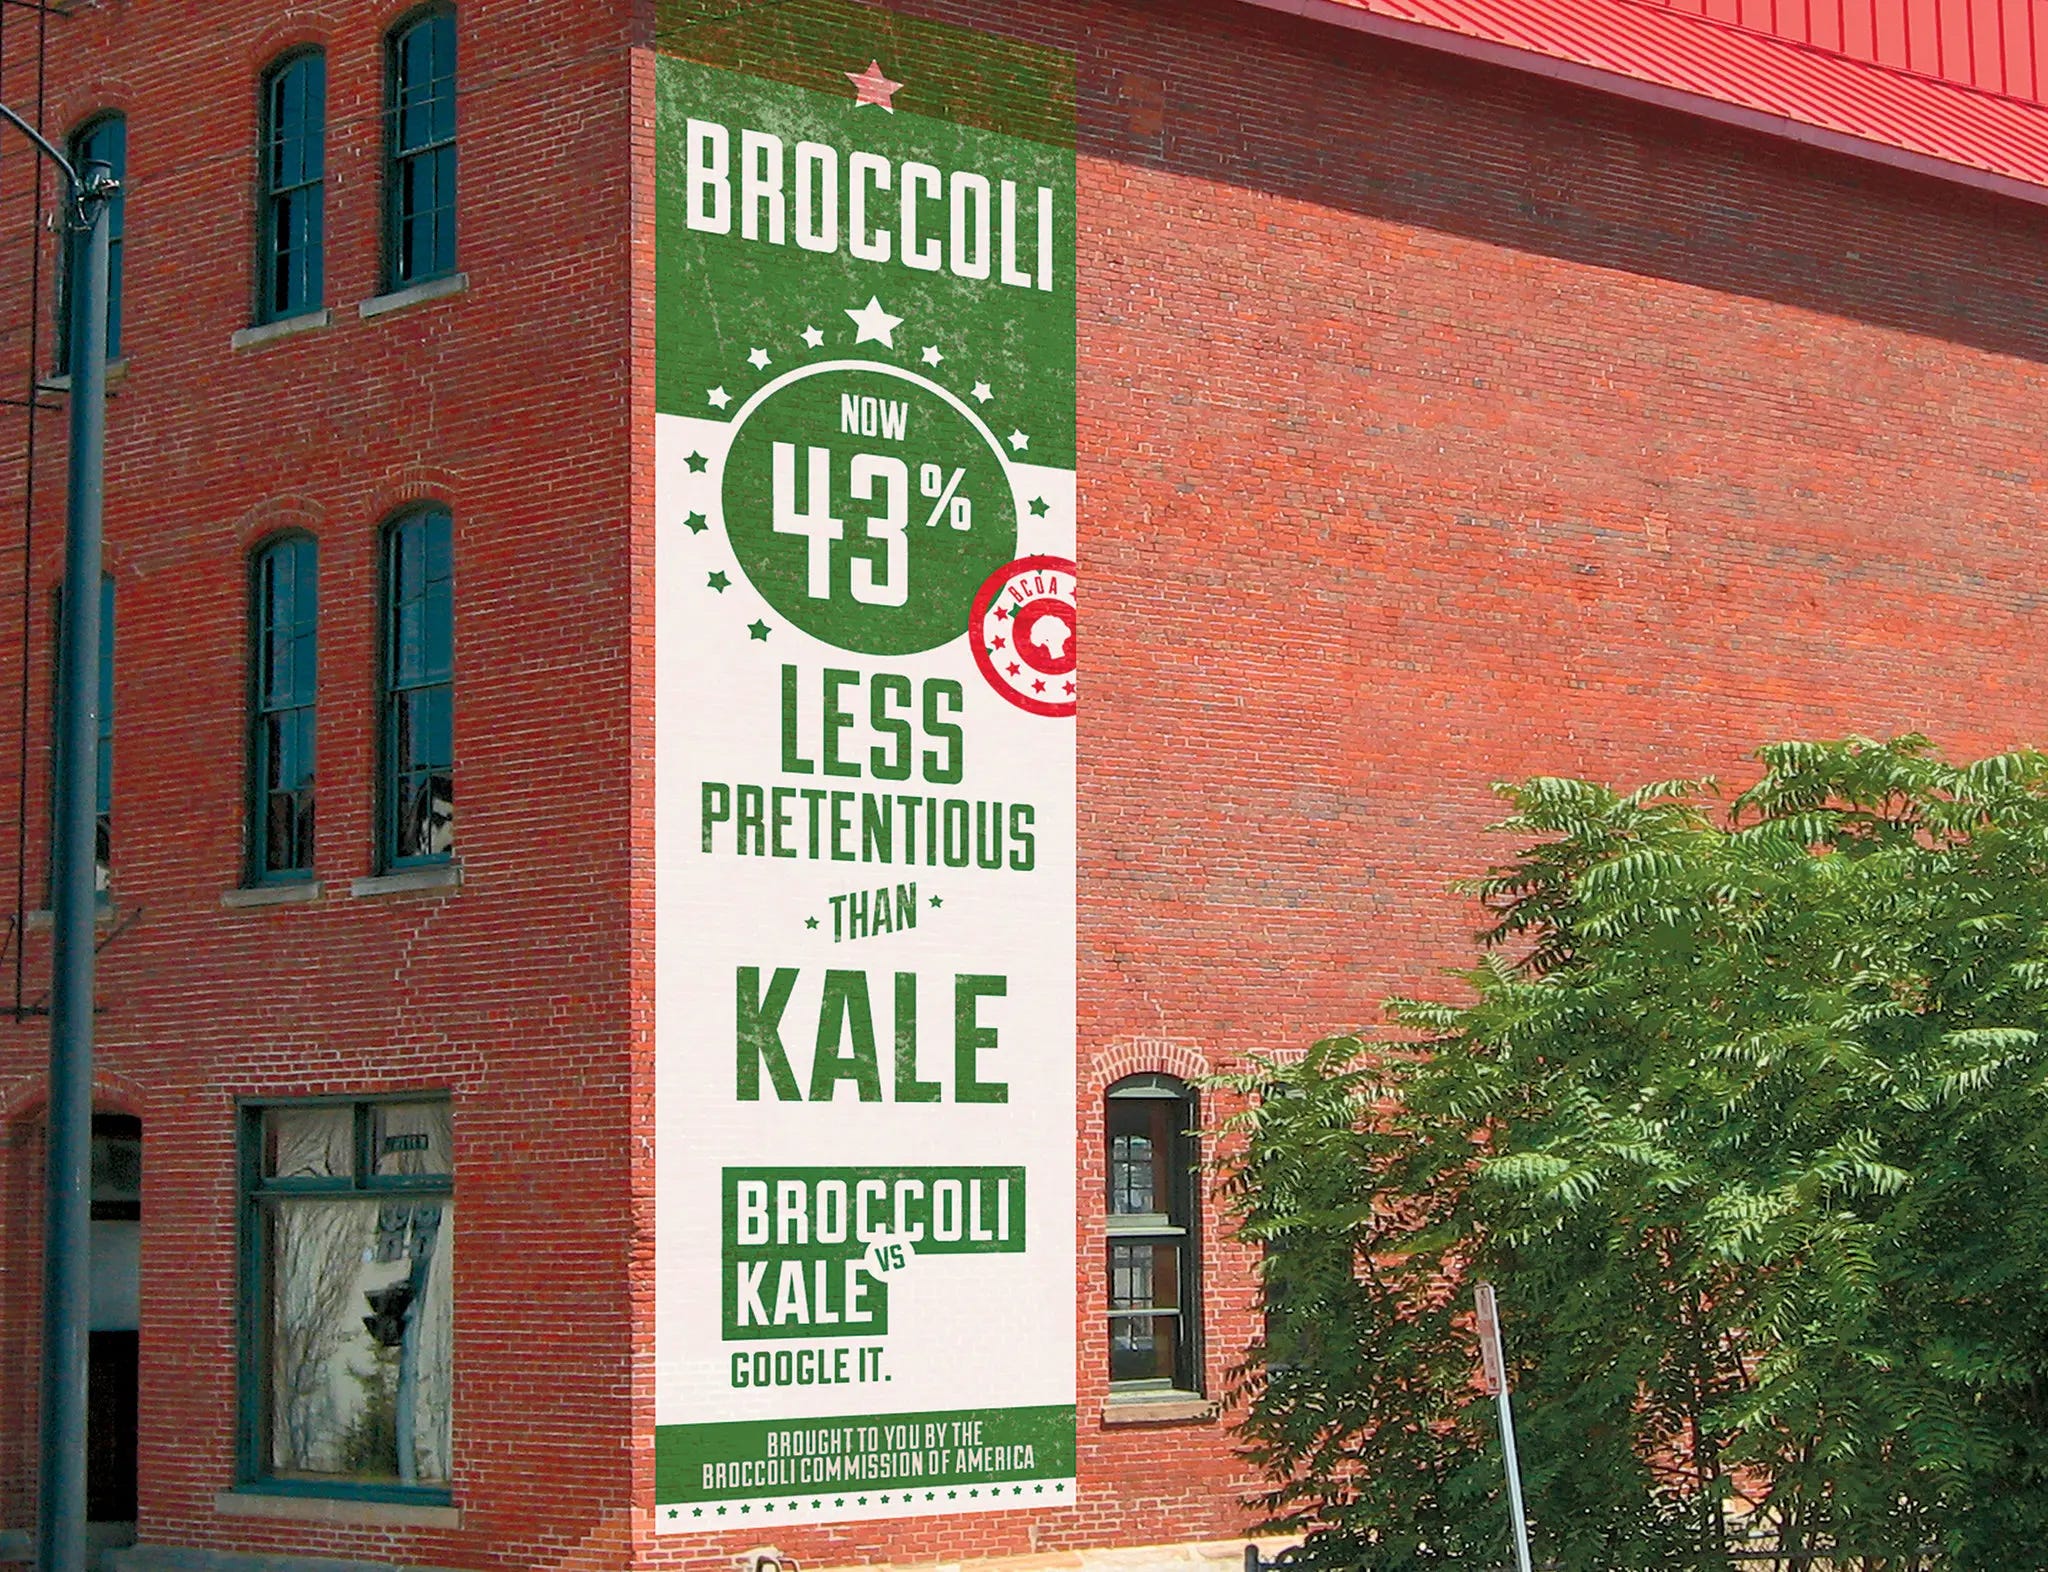 BROCCOLI
NOW
43%
BCOA
LESS
PRETENTIOUS
THAN
KALE
BROCCOLI
VS
KALE
GOOGLE IT.
BROUGHT TO YOU BY THE
BROCCOLI COMMISSION OF AMERICA